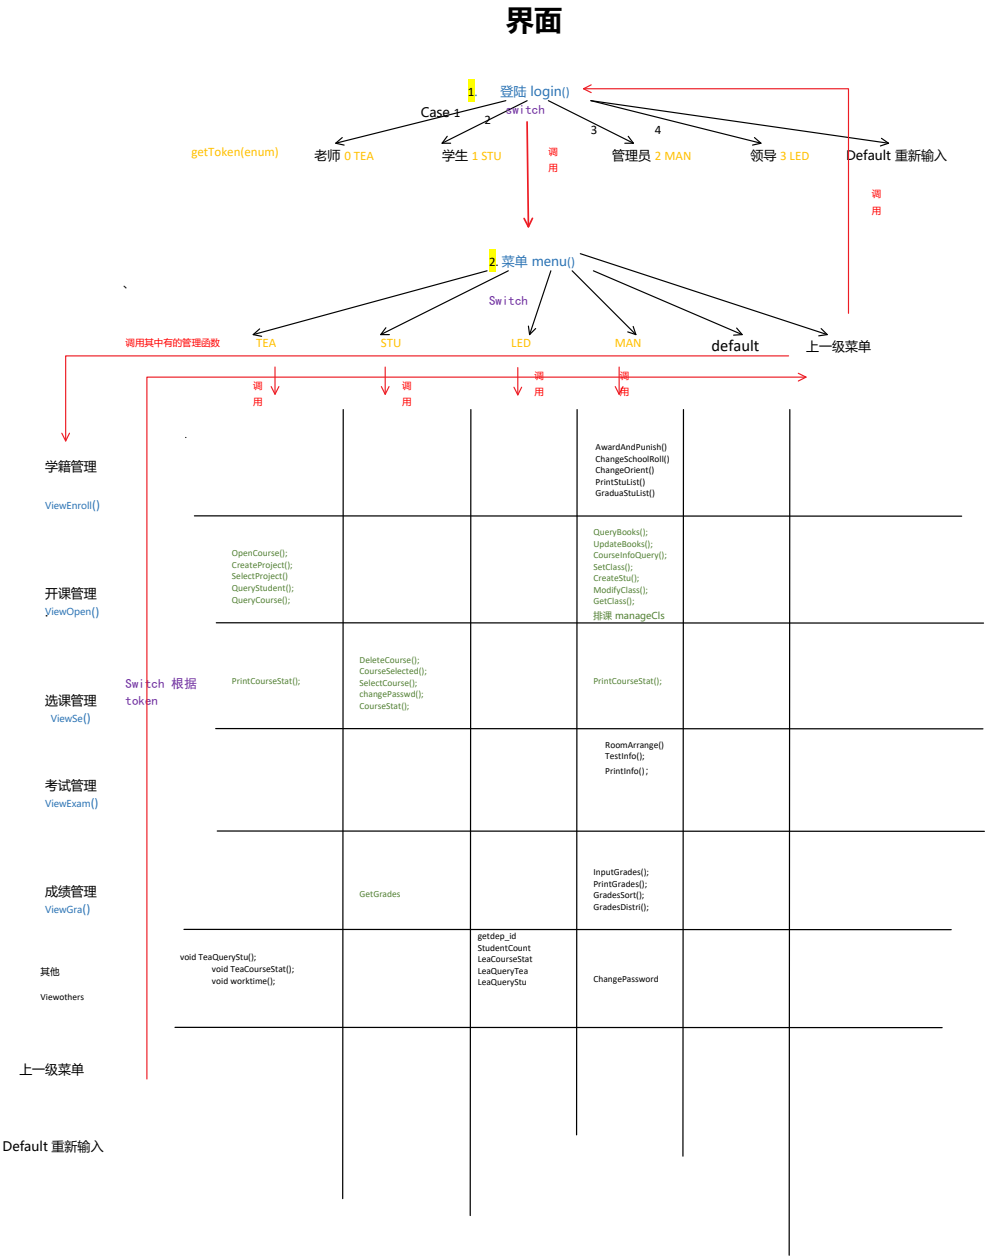 界面
1. 登陆 login()
Case 1
2
switch
3
4
getToken(enum)
老师 0 TEA
学生 1 STU
调用
管理员 2 MAN
领导 3 LED
Default 重新输入
调用
2. 菜单 menu()
、
Switch
调用其中有的管理函数
TEA
STU
LED
MAN
default
上一级菜单
调用
调用
调用
调用
.
学籍管理
ViewEnroll()
AwardAndPunish()
ChangeSchoolRoll()
ChangeOrient()
PrintStuList()
GraduaStuList()
开课管理
ViewOpen()
OpenCourse();
CreateProject();
SelectProject()
QueryStudent();
QueryCourse();
QueryBooks();
UpdateBooks();
CourseInfoQuery();
SetClass();
CreateStu();
ModifyClass();
GetClass();
排课 manageCls
Switch 根据
token
选课管理
ViewSe()
PrintCourseStat();
DeleteCourse();
CourseSelected();
SelectCourse();
changePasswd();
CourseStat();
PrintCourseStat();
考试管理
ViewExam()
RoomArrange()
TestInfo();
PrintInfo();
成绩管理
ViewGra()
GetGrades
InputGrades();
PrintGrades();
GradesSort();
GradesDistri();
其他
Viewothers
void TeaQueryStu();
void TeaCourseStat();
void worktime();
getdep_id
StudentCount
LeaCourseStat
LeaQueryTea
LeaQueryStu
ChangePassword
上一级菜单
Default 重新输入